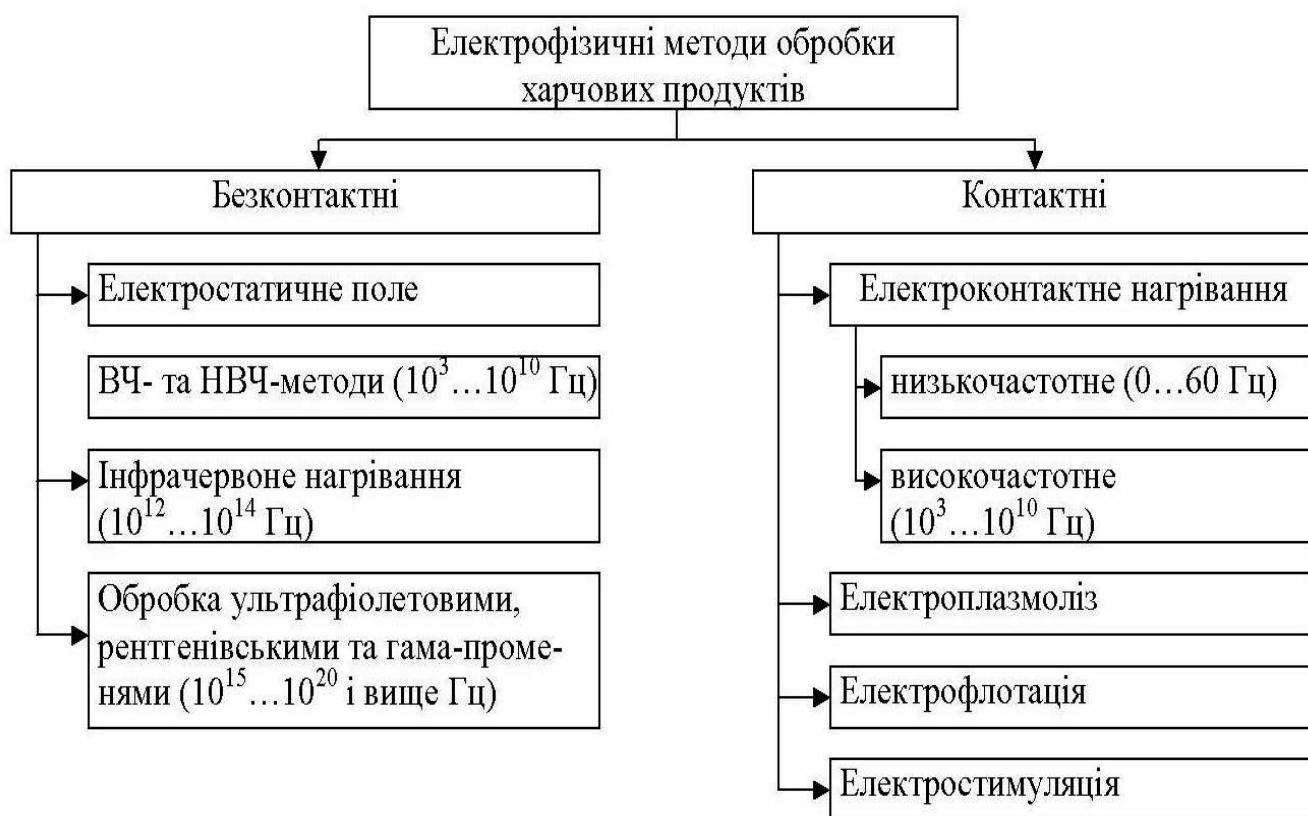 Електрофізичні методи обробки
харчових продуктів
Безконтактні
Електростатичне поле
ВЧ- та НВЧ-методи (10³…10¹⁰ Гц)
Інфрачервоне нагрівання
(10¹²…10¹⁴ Гц)
Обробка ультрафіолетовими,
рентгенівськими та гама-проме-
нями (10¹⁵…10²⁰ і вище Гц)
Контактні
Електроконтактне нагрівання
низькочастотне (0…60 Гц)
високочастотне
(10³…10¹⁰ Гц)
Електроплазмоліз
Електрофлотація
Електростимуляція